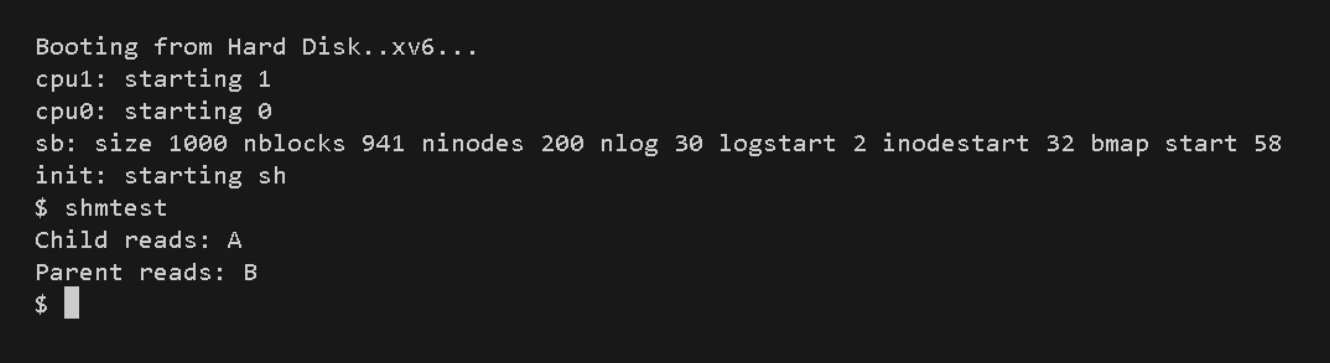 Booting from Hard Disk..xv6...
cpu1: starting 1
cpu0: starting 0
sb: size 1000 nblocks 941 ninodes 200 nlog 30 logstart 2 inodestart 32 bmap start 58
init: starting sh
$ shmtest
Child reads: A
Parent reads: B
$